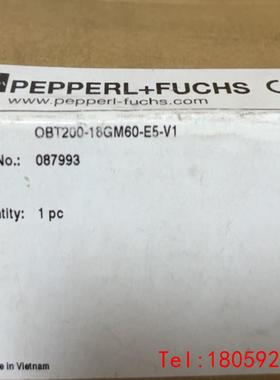 PEPPERL+FUCHS
www.pepperl-fuchs.com
OBT200-18GM60-E5-V1
No.: 087993
tity: 1 pc
e in Vietnam
Tel:180592